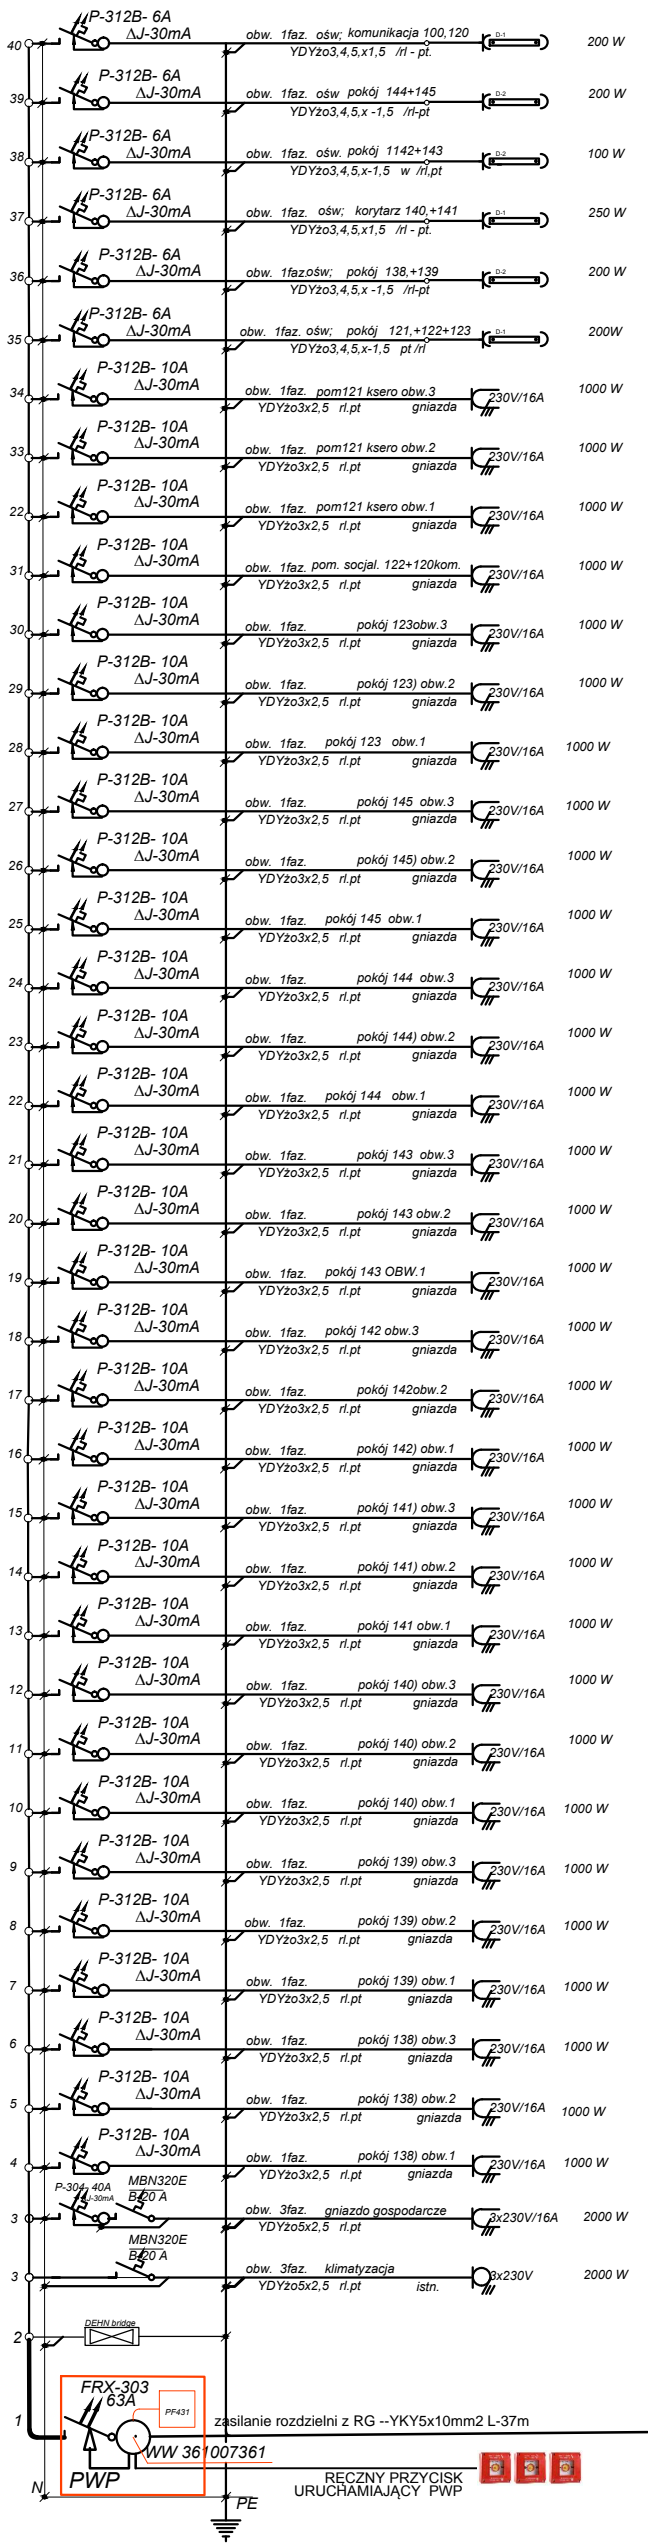 P-312B- 6A
40 ΔJ-30mA obw. 1faz. ośw; komunikacja 100,120 D-1 200 W
YDYżo3,4,5,x1,5 /rl - pt.
P-312B- 6A
39 ΔJ-30mA obw. 1faz. ośw pokój 144+145 D-2 200 W
YDYżo3,4,5,x -1,5 /rl-pt
P-312B- 6A
38 ΔJ-30mA obw. 1faz. ośw. pokój 1142+143 D-2 100 W
YDYżo3,4,5,x-1,5 w /rl,pt
P-312B- 6A
37 ΔJ-30mA obw. 1faz. ośw; korytarz 140,+141 D-1 250 W
YDYżo3,4,5,x1,5 /rl - pt.
P-312B- 6A
36 ΔJ-30mA obw. 1faz.ośw; pokój 138,+139 D-2 200 W
YDYżo3,4,5,x -1,5 /rl-pt
P-312B- 6A
35 ΔJ-30mA obw. 1faz. ośw; pokój 121,+122+123 D-1 200W
YDYżo3,4,5,x-1,5 pt /rl
P-312B- 10A
34 ΔJ-30mA obw. 1faz. pom121 ksero obw.3 230V/16A 1000 W
YDYżo3x2,5 rl.pt gniazda
P-312B- 10A
33 ΔJ-30mA obw. 1faz. pom121 ksero obw.2 230V/16A 1000 W
YDYżo3x2,5 rl.pt gniazda
P-312B- 10A
22 ΔJ-30mA obw. 1faz. pom121 ksero obw.1 230V/16A 1000 W
YDYżo3x2,5 rl.pt gniazda
P-312B- 10A
31 ΔJ-30mA obw. 1faz. pom. socjal. 122+120kom. 230V/16A 1000 W
YDYżo3x2,5 rl.pt gniazda
P-312B- 10A
30 ΔJ-30mA obw. 1faz. pokój 123obw.3 230V/16A 1000 W
YDYżo3x2,5 rl.pt gniazda
P-312B- 10A
29 ΔJ-30mA obw. 1faz. pokój 123) obw.2 230V/16A 1000 W
YDYżo3x2,5 rl.pt gniazda
P-312B- 10A
28 ΔJ-30mA obw. 1faz. pokój 123 obw.1 230V/16A 1000 W
YDYżo3x2,5 rl.pt gniazda
P-312B- 10A
27 ΔJ-30mA obw. 1faz. pokój 145 obw.3 230V/16A 1000 W
YDYżo3x2,5 rl.pt gniazda
P-312B- 10A
26 ΔJ-30mA obw. 1faz. pokój 145) obw.2 230V/16A 1000 W
YDYżo3x2,5 rl.pt gniazda
P-312B- 10A
25 ΔJ-30mA obw. 1faz. pokój 145 obw.1 230V/16A 1000 W
YDYżo3x2,5 rl.pt gniazda
P-312B- 10A
24 ΔJ-30mA obw. 1faz. pokój 144 obw.3 230V/16A 1000 W
YDYżo3x2,5 rl.pt gniazda
P-312B- 10A
23 ΔJ-30mA obw. 1faz. pokój 144) obw.2 230V/16A 1000 W
YDYżo3x2,5 rl.pt gniazda
P-312B- 10A
22 ΔJ-30mA obw. 1faz. pokój 144 obw.1 230V/16A 1000 W
YDYżo3x2,5 rl.pt gniazda
P-312B- 10A
21 ΔJ-30mA obw. 1faz. pokój 143 obw.3 230V/16A 1000 W
YDYżo3x2,5 rl.pt gniazda
P-312B- 10A
20 ΔJ-30mA obw. 1faz. pokój 143 obw.2 230V/16A 1000 W
YDYżo3x2,5 rl.pt gniazda
P-312B- 10A
19 ΔJ-30mA obw. 1faz. pokój 143 OBW.1 230V/16A 1000 W
YDYżo3x2,5 rl.pt gniazda
P-312B- 10A
18 ΔJ-30mA obw. 1faz. pokój 142 obw.3 230V/16A 1000 W
YDYżo3x2,5 rl.pt gniazda
P-312B- 10A
17 ΔJ-30mA obw. 1faz. pokój 142obw.2 230V/16A 1000 W
YDYżo3x2,5 rl.pt gniazda
P-312B- 10A
16 ΔJ-30mA obw. 1faz. pokój 142) obw.1 230V/16A 1000 W
YDYżo3x2,5 rl.pt gniazda
P-312B- 10A
15 ΔJ-30mA obw. 1faz. pokój 141) obw.3 230V/16A 1000 W
YDYżo3x2,5 rl.pt gniazda
P-312B- 10A
14 ΔJ-30mA obw. 1faz. pokój 141) obw.2 230V/16A 1000 W
YDYżo3x2,5 rl.pt gniazda
P-312B- 10A
13 ΔJ-30mA obw. 1faz. pokój 141 obw.1 230V/16A 1000 W
YDYżo3x2,5 rl.pt gniazda
P-312B- 10A
12 ΔJ-30mA obw. 1faz. pokój 140) obw.3 230V/16A 1000 W
YDYżo3x2,5 rl.pt gniazda
P-312B- 10A
11 ΔJ-30mA obw. 1faz. pokój 140) obw.2 230V/16A 1000 W
YDYżo3x2,5 rl.pt gniazda
P-312B- 10A
10 ΔJ-30mA obw. 1faz. pokój 140) obw.1 230V/16A 1000 W
YDYżo3x2,5 rl.pt gniazda
P-312B- 10A
9 ΔJ-30mA obw. 1faz. pokój 139) obw.3 230V/16A 1000 W
YDYżo3x2,5 rl.pt gniazda
P-312B- 10A
8 ΔJ-30mA obw. 1faz. pokój 139) obw.2 230V/16A 1000 W
YDYżo3x2,5 rl.pt gniazda
P-312B- 10A
7 ΔJ-30mA obw. 1faz. pokój 139) obw.1 230V/16A 1000 W
YDYżo3x2,5 rl.pt gniazda
P-312B- 10A
6 ΔJ-30mA obw. 1faz. pokój 138) obw.3 230V/16A 1000 W
YDYżo3x2,5 rl.pt gniazda
P-312B- 10A
5 ΔJ-30mA obw. 1faz. pokój 138) obw.2 230V/16A 1000 W
YDYżo3x2,5 rl.pt gniazda
P-312B- 10A
4 ΔJ-30mA obw. 1faz. pokój 138) obw.1 230V/16A 1000 W
YDYżo3x2,5 rl.pt gniazda
P-304- 40A MBN320E
3 ΔJ-30mA B-20 A obw. 3faz. gniazdo gospodarcze 3x230V/16A 2000 W
YDYżo5x2,5 rl.pt
MBN320E
3 B-20 A obw. 3faz. klimatyzacja 3x230V 2000 W
YDYżo5x2,5 rl.pt istn.
DEHN bridge
2
FRX-303
63A
PF431
1 zasilanie rozdzielni z RG --YKY5x10mm2 L-37m
WW 361007361
PWP
RĘCZNY PRZYCISK
URUCHAMIAJĄCY PWP
N PE